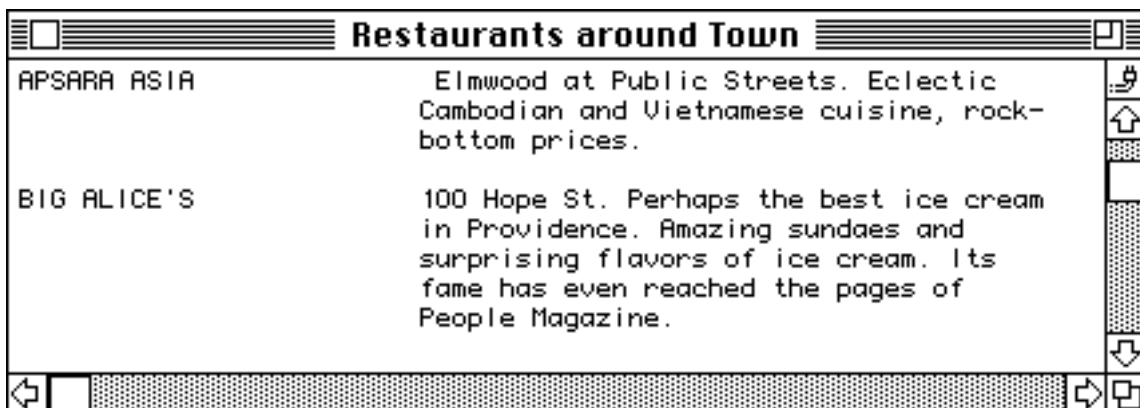 Restaurants around Town
APSARA ASIA Elmwood at Public Streets. Eclectic
Cambodian and Vietnamese cuisine, rock-
bottom prices.
BIG ALICE'S 100 Hope St. Perhaps the best ice cream
in Providence. Amazing sundaes and
surprising flavors of ice cream. Its
fame has even reached the pages of
People Magazine.